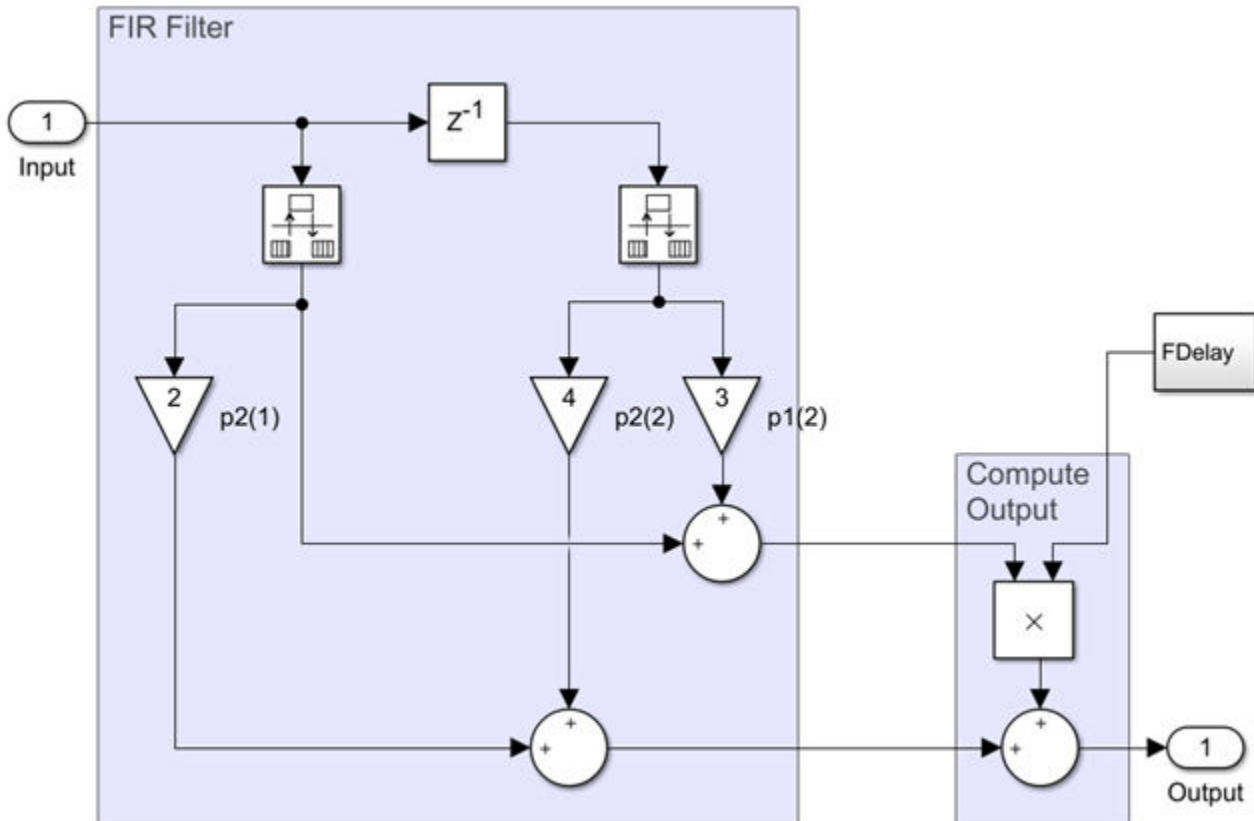 FIR Filter
1
Input
Z-1
2
p2(1)
4
p2(2)
3
p1(2)
FDelay
+
+
Compute
Output
×
+
+
+
+
1
Output